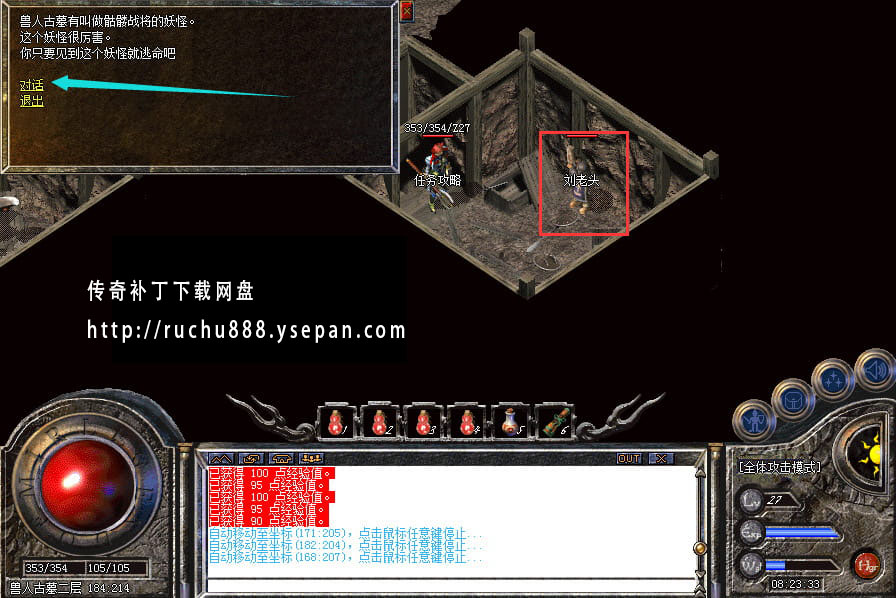 兽人古墓有叫做骷髅战将的妖怪。
这个妖怪很厉害。
你只要见到这个妖怪就逃命吧
对话
退出
353/354/Z27
任务攻略
刘老头
传奇补丁下载网盘
http://ruchu888.ysepan.com
1 2 3 4 5 6
OUT
已获得 100 点经验值。
已获得 95 点经验值。
已获得 100 点经验值。
已获得 95 点经验值。
已获得 90 点经验值。
自动移动至坐标(171:205)，点击鼠标任意键停止...
自动移动至坐标(182:204)，点击鼠标任意键停止...
自动移动至坐标(168:207)，点击鼠标任意键停止...
[全体攻击模式]
Lv 27
Exp
Wgt
Hgr
08:23:33
353/354 105/105
兽人古墓二层 184:214